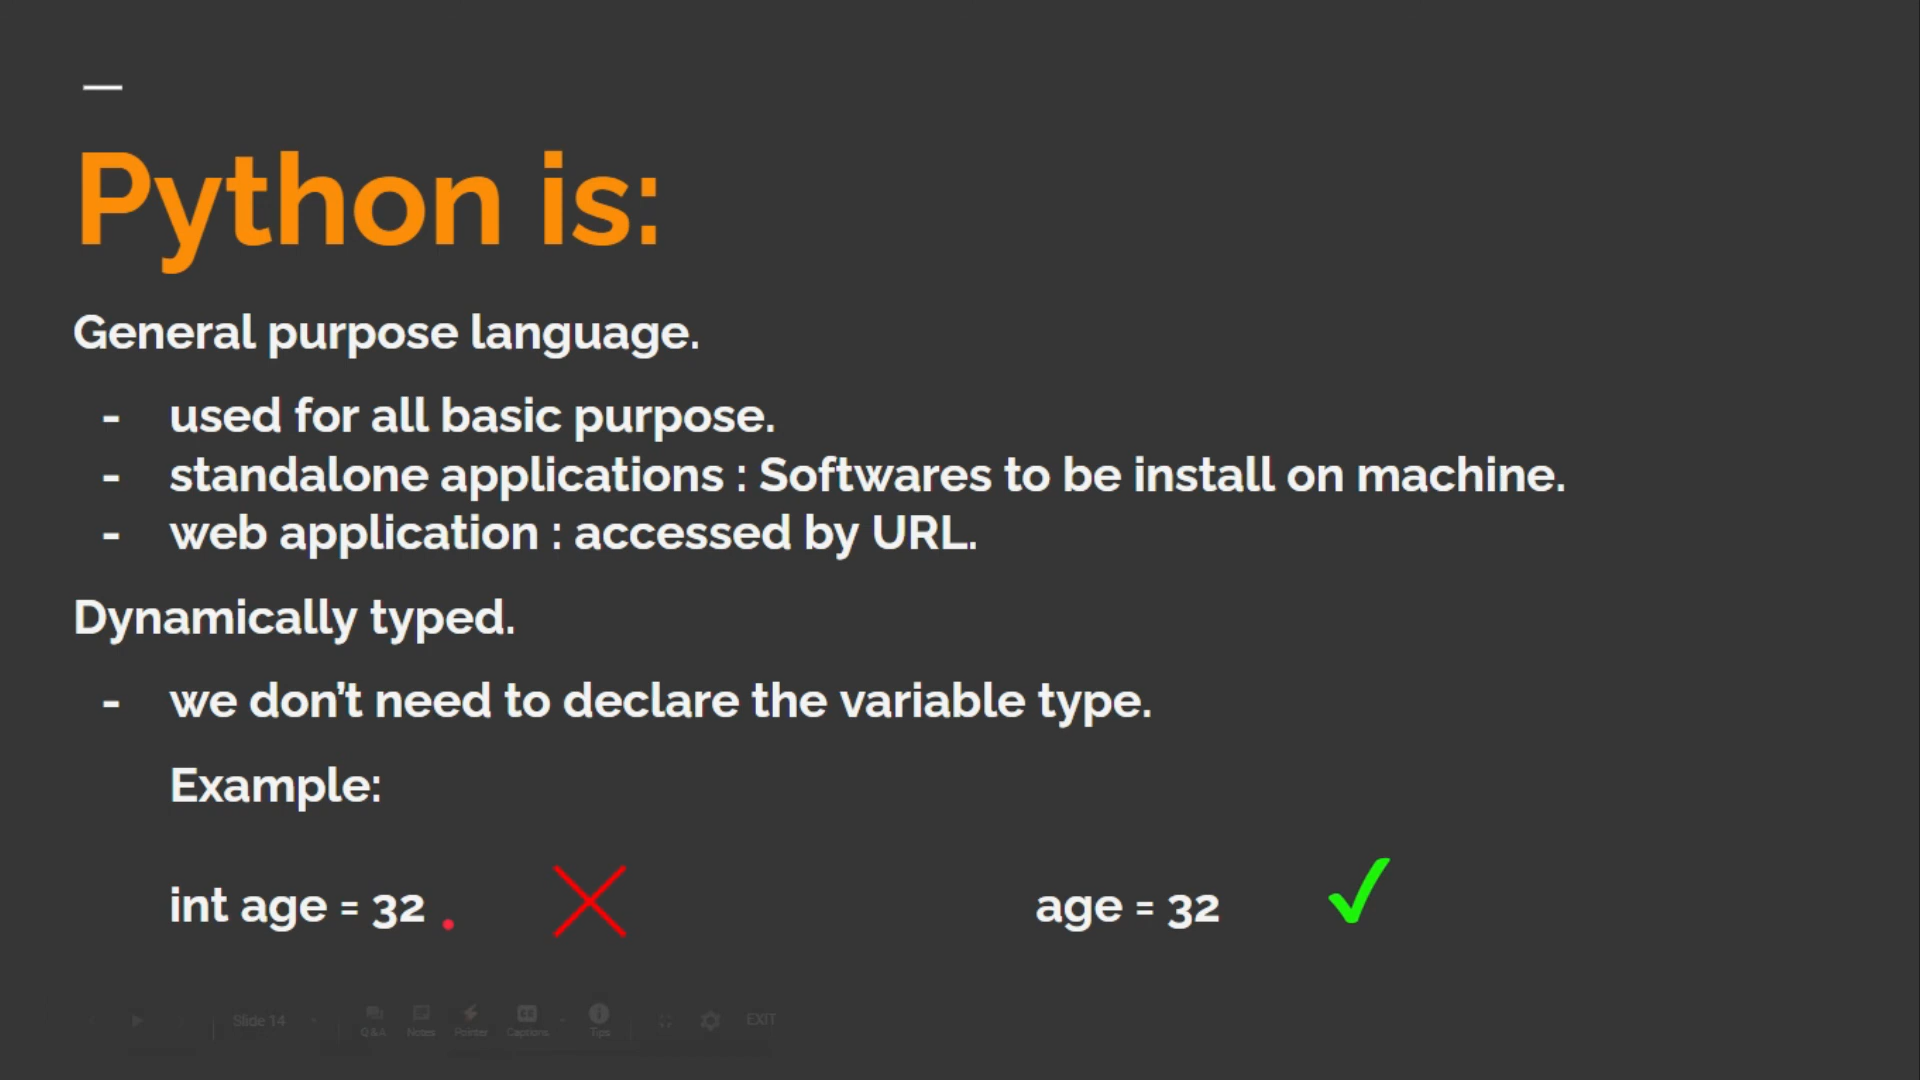 Python is:
General purpose language.
- used for all basic purpose.
- standalone applications : Softwares to be install on machine.
- web application : accessed by URL.
Dynamically typed.
- we don't need to declare the variable type.
Example:
int age = 32
age = 32
Slide 14
Q&A Notes Pointer Captions Tips EXIT